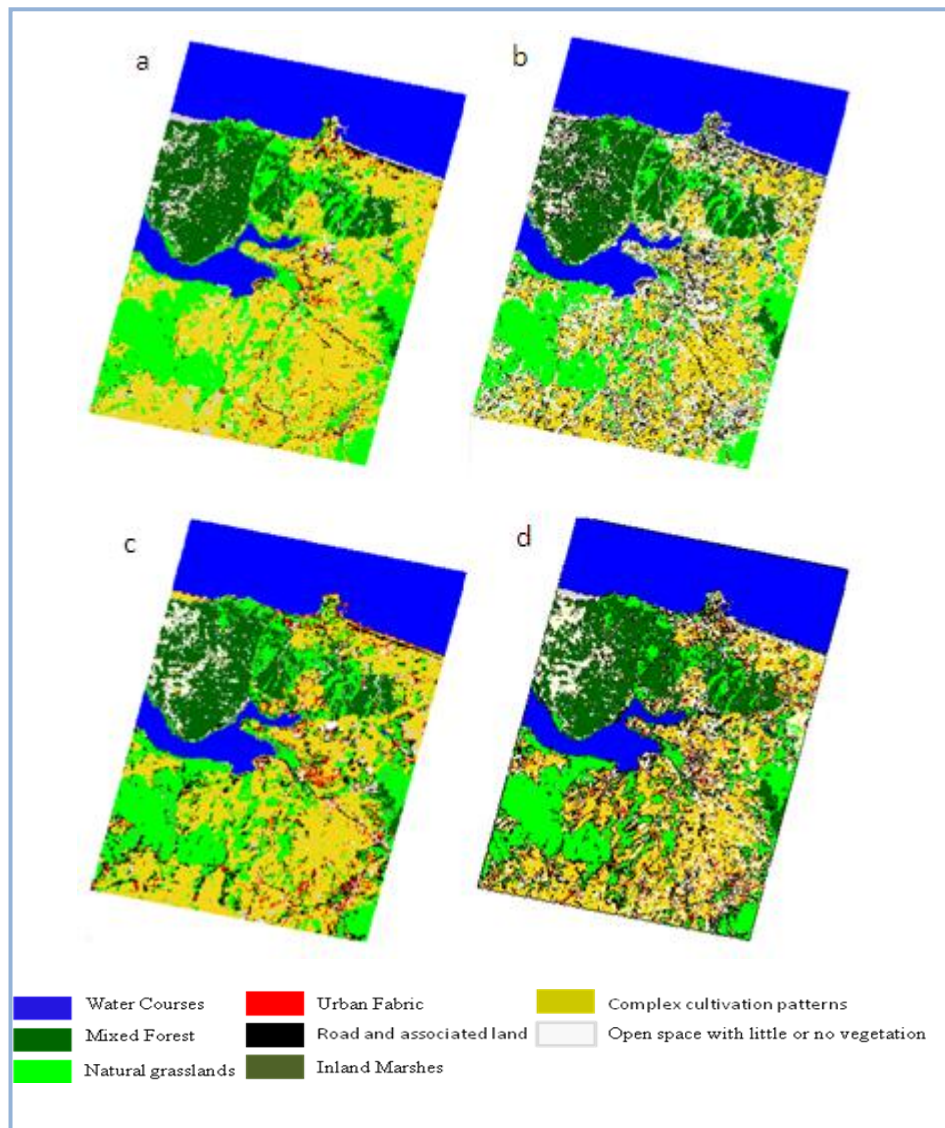 a
b
c
d
Water Courses
Urban Fabric
Complex cultivation patterns
Mixed Forest
Road and associated land
Open space with little or no vegetation
Natural grasslands
Inland Marshes